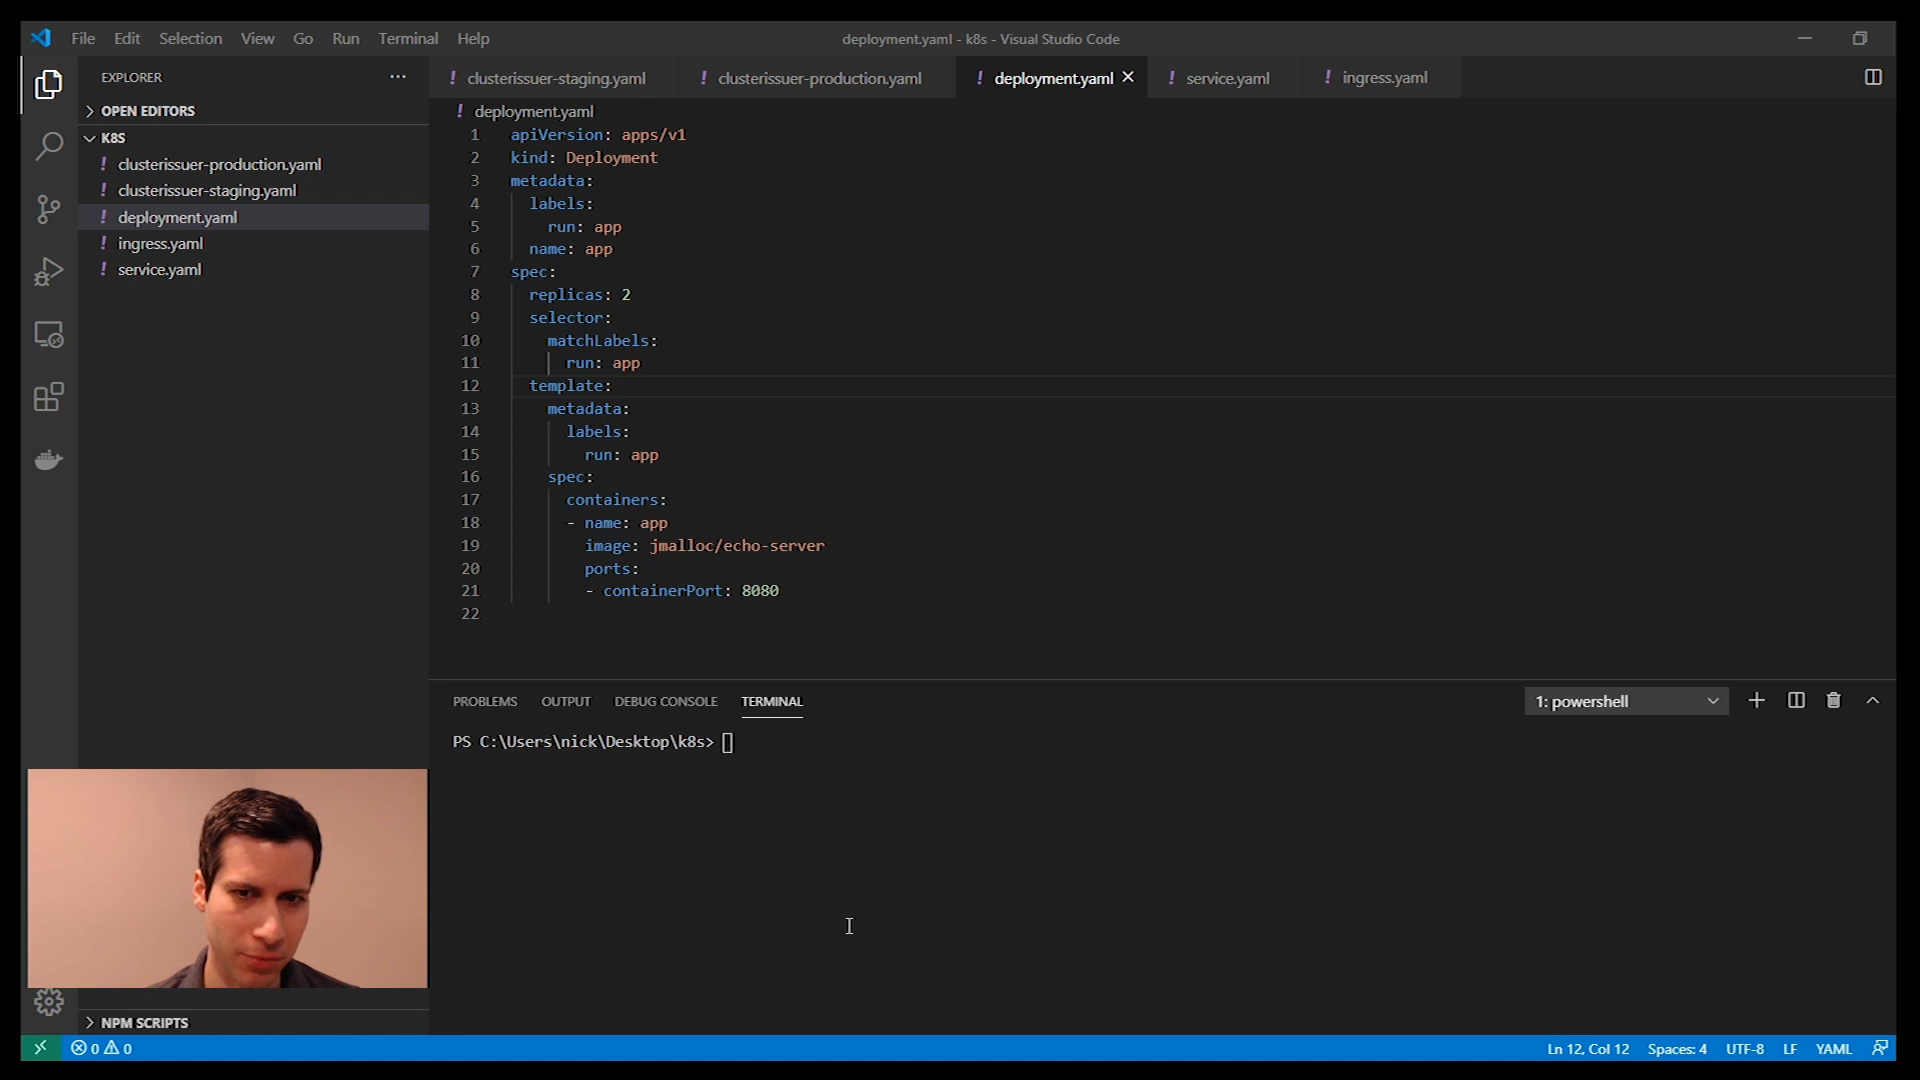 File Edit Selection View Go Run Terminal Help
deployment.yaml - k8s - Visual Studio Code
EXPLORER
OPEN EDITORS
K8S
! clusterissuer-production.yaml
! clusterissuer-staging.yaml
! deployment.yaml
! ingress.yaml
! service.yaml
NPM SCRIPTS
! clusterissuer-staging.yaml ! clusterissuer-production.yaml ! deployment.yaml ! service.yaml ! ingress.yaml
! deployment.yaml
1 apiVersion: apps/v1
2 kind: Deployment
3 metadata:
4   labels:
5     run: app
6   name: app
7 spec:
8   replicas: 2
9   selector:
10     matchLabels:
11       run: app
12   template:
13     metadata:
14       labels:
15         run: app
16     spec:
17       containers:
18       - name: app
19         image: jmalloc/echo-server
20         ports:
21         - containerPort: 8080
22
PROBLEMS OUTPUT DEBUG CONSOLE TERMINAL
1: powershell
PS C:\Users\nick\Desktop\k8s>
0 0
Ln 12, Col 12 Spaces: 4 UTF-8 LF YAML